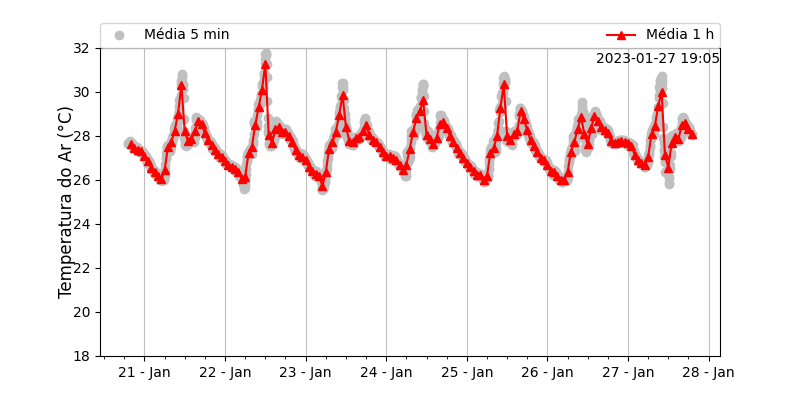 Média 5 min
Média 1 h
2023-01-27 19:05
Temperatura do Ar (°C)
32
30
28
26
24
22
20
18
21 - Jan
22 - Jan
23 - Jan
24 - Jan
25 - Jan
26 - Jan
27 - Jan
28 - Jan